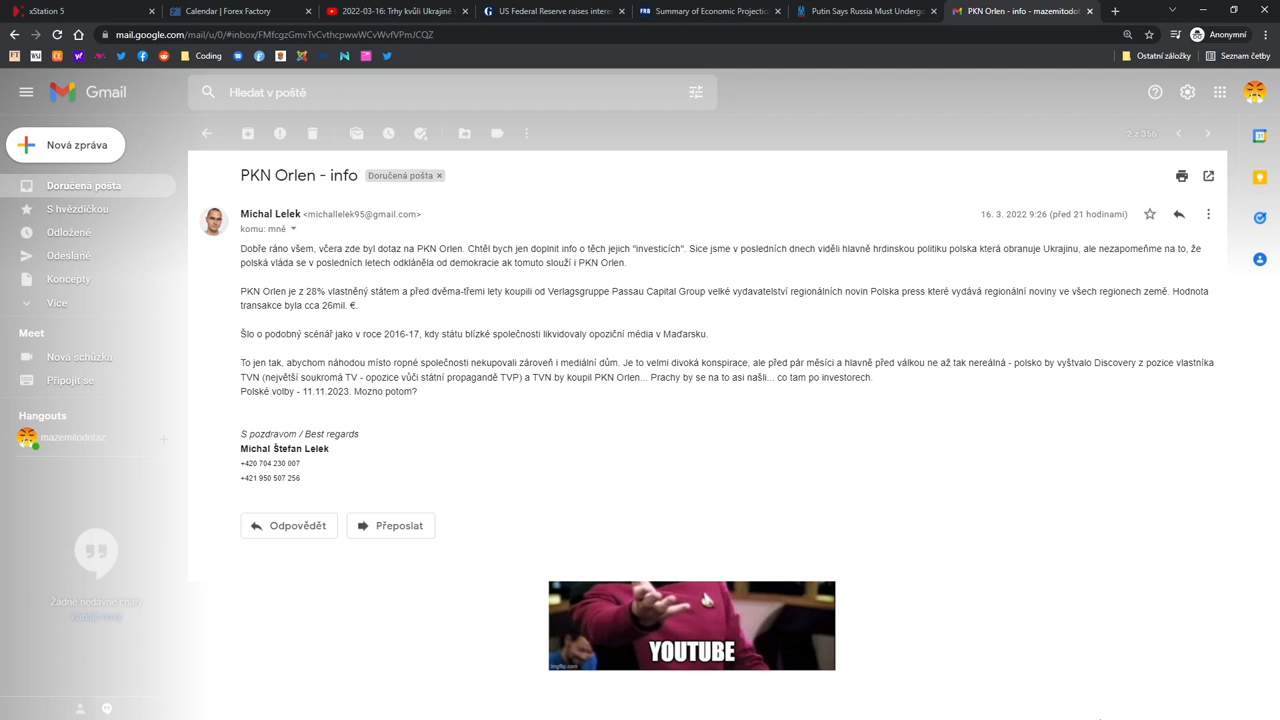 xStation 5
Calendar | Forex Factory
2022-03-16: Trhy kvůli Ukrajině v
US Federal Reserve raises interes
Summary of Economic Projection
Putin Says Russia Must Undergo
PKN Orlen - info - mazemitodotaz
mail.google.com/mail/u/0/#inbox/FMfcgzGmvTvCvthcpwwWCvWvfVPmJCQZ
Anonymní
Coding
Ostatní záložky
Seznam četby
Gmail
Hledat v poště
Nová zpráva
2 z 356
Doručená pošta
S hvězdičkou
Odložené
Odeslané
Koncepty
Více
Meet
Nová schůzka
Připojit se
Hangouts
mazemitodotaz
Žádné nedávné chaty
Zahájit nový
PKN Orlen - info Doručená pošta ×
Michal Lelek <michallelek95@gmail.com>
16. 3. 2022 9:26 (před 21 hodinami)
komu: mně
Dobře ráno všem, včera zde byl dotaz na PKN Orlen. Chtěl bych jen doplnit info o těch jejich "investicích". Sice jsme v posledních dnech viděli hlavně hrdinskou politiku polska která obranuje Ukrajinu, ale nezapomeňme na to, že
polská vláda se v posledních letech odkláněla od demokracie ak tomuto slouží i PKN Orlen.
PKN Orlen je z 28% vlastněný státem a před dvěma-třemi lety koupili od Verlagsgruppe Passau Capital Group velké vydavatelství regionálních novin Polska press které vydává regionální noviny ve všech regionech země. Hodnota
transakce byla cca 26mil. €.
Šlo o podobný scénář jako v roce 2016-17, kdy státu blízké společnosti likvidovaly opoziční média v Maďarsku.
To jen tak, abychom náhodou místo ropné společnosti nekupovali zároveň i mediální dům. Je to velmi divoká konspirace, ale před pár měsíci a hlavně před válkou ne až tak nereálná - polsko by vyštvalo Discovery z pozice vlastníka
TVN (největší soukromá TV - opozice vůči státní propagandě TVP) a TVN by koupil PKN Orlen... Prachy by se na to asi našli... co tam po investorech.
Polské volby - 11.11.2023. Mozno potom?
S pozdravom / Best regards
Michal Štefan Lelek
+420 704 230 007
+421 950 507 256
Odpovědět
Přeposlat
YOUTUBE
imgflip.com